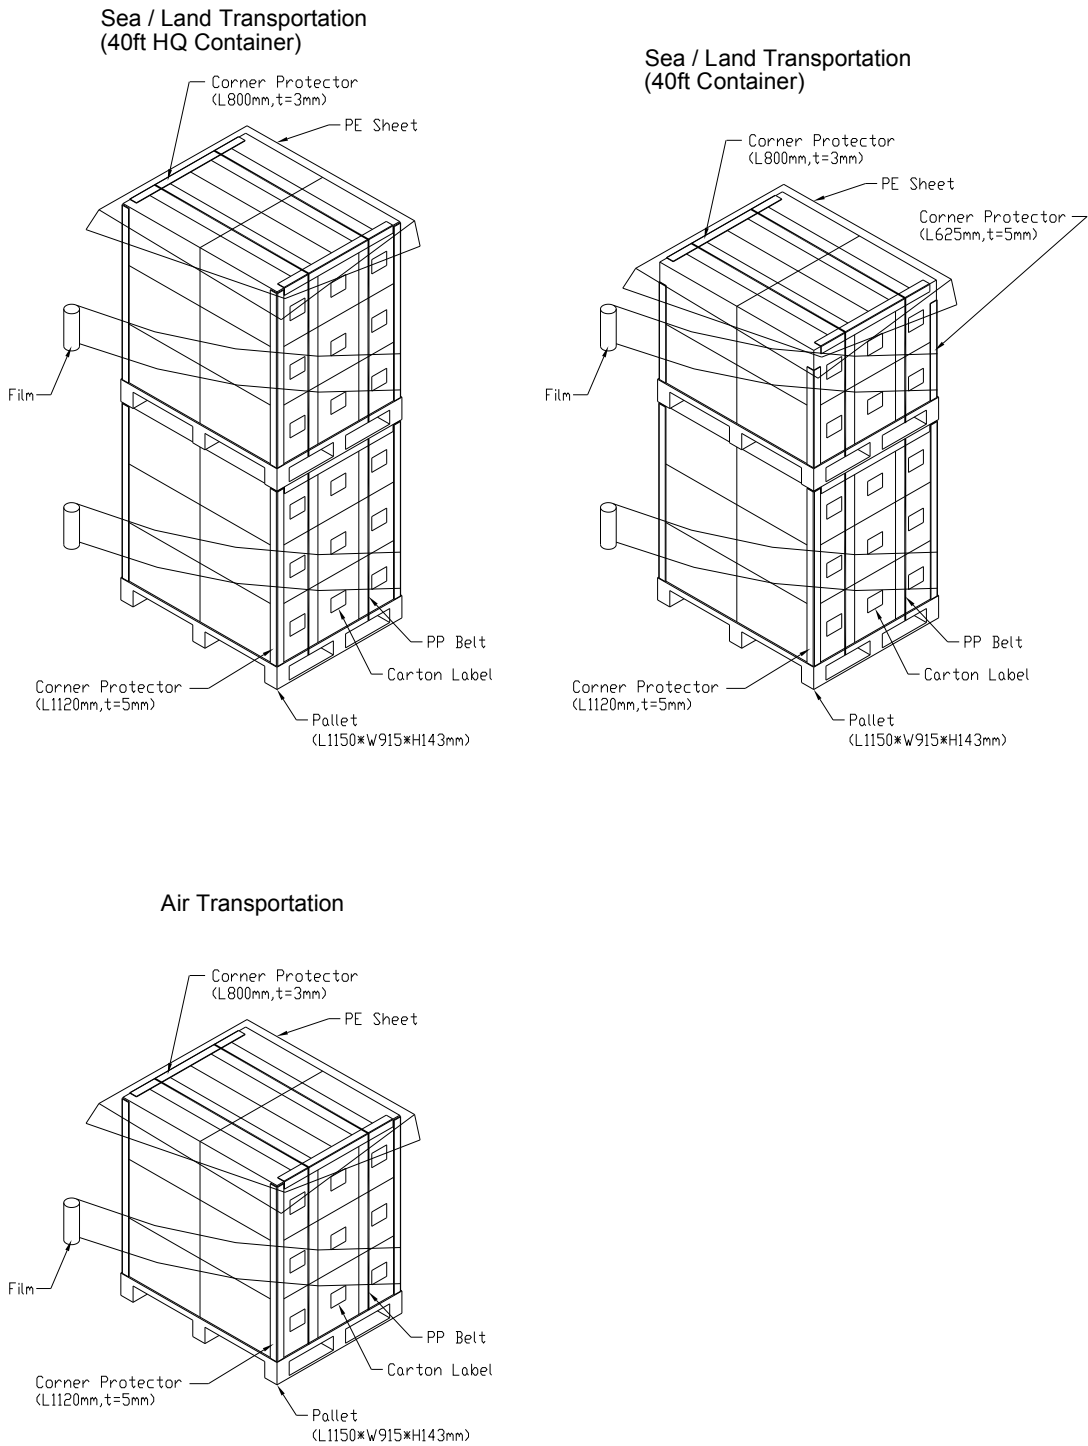 Sea / Land Transportation
(40ft HQ Container)
Corner Protector
(L800mm,t=3mm)
PE Sheet
Film
PP Belt
Carton Label
Corner Protector
(L1120mm,t=5mm)
Pallet
(L1150*W915*H143mm)
Sea / Land Transportation
(40ft Container)
Corner Protector
(L800mm,t=3mm)
PE Sheet
Corner Protector
(L625mm,t=5mm)
Film
PP Belt
Carton Label
Corner Protector
(L1120mm,t=5mm)
Pallet
(L1150*W915*H143mm)
Air Transportation
Corner Protector
(L800mm,t=3mm)
PE Sheet
Film
PP Belt
Carton Label
Corner Protector
(L1120mm,t=5mm)
Pallet
(L1150*W915*H143mm)